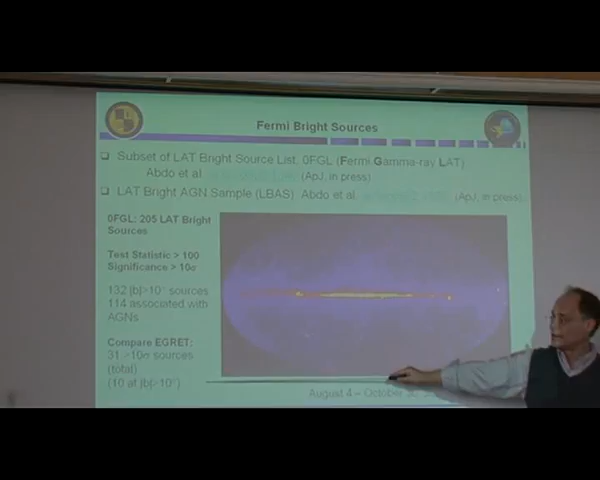 Fermi Bright Sources
Subset of LAT Bright Source List, 0FGL (Fermi Gamma-ray LAT)
Abdo et al. (ApJ, in press)
LAT Bright AGN Sample (LBAS). Abdo et al. (ApJ, in press).
0FGL: 205 LAT Bright
Sources
Test Statistic > 100
Significance > 10σ
132 |b|>10° sources
114 associated with
AGNs
Compare EGRET:
31 >10σ sources
(total)
(10 at |b|>10°)
August 4 – October 30,